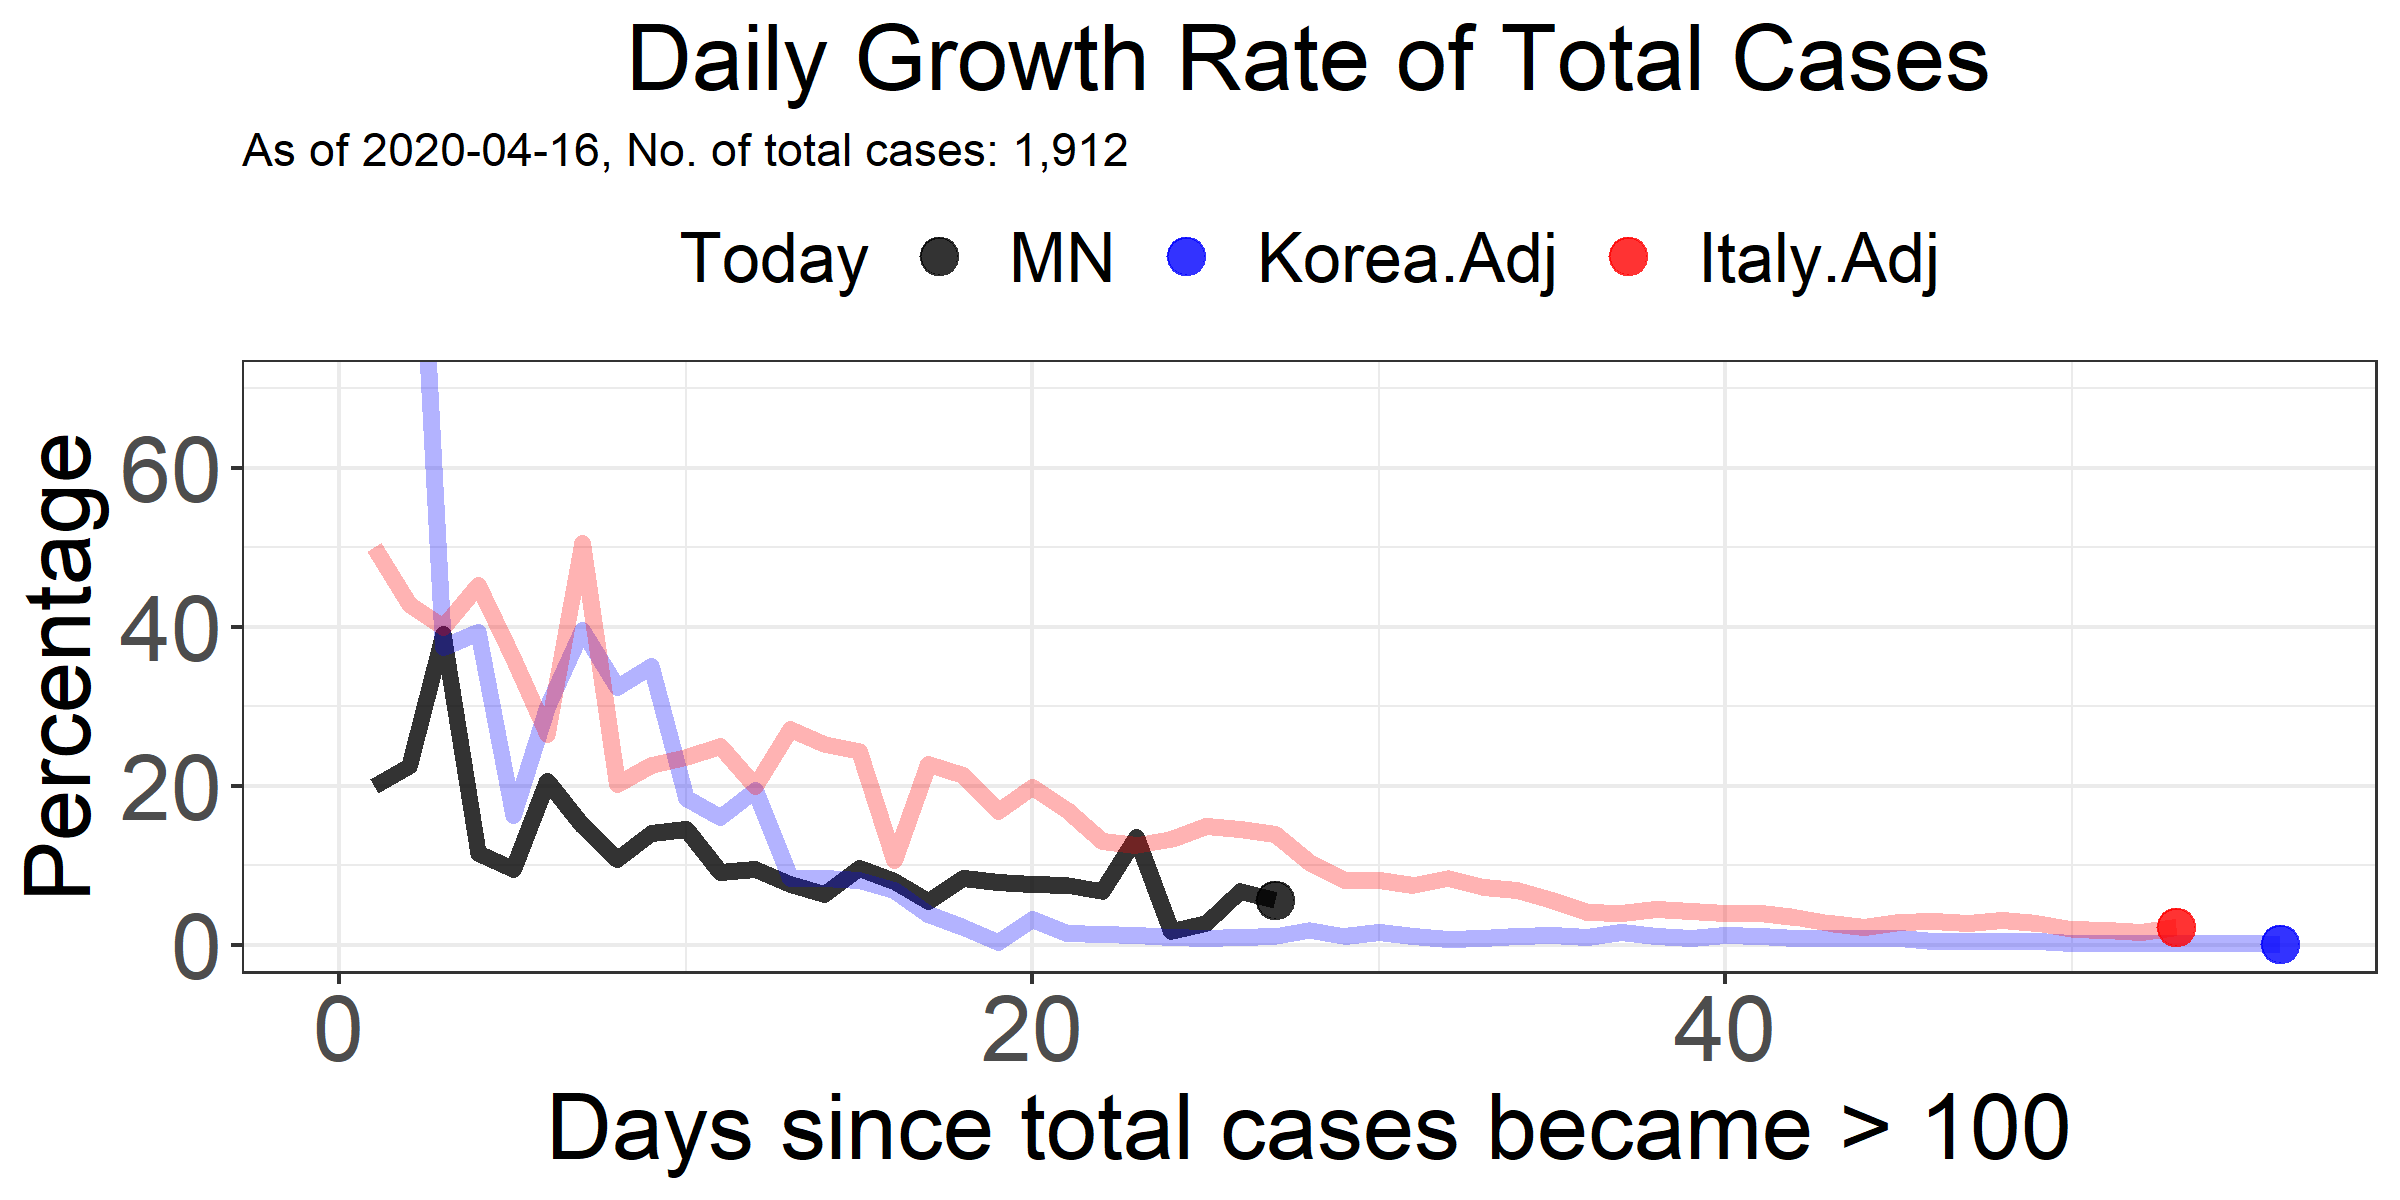 Daily Growth Rate of Total Cases
As of 2020-04-16, No. of total cases: 1,912
Today MN Korea.Adj Italy.Adj
Percentage
60
40
20
0
0 20 40
Days since total cases became > 100